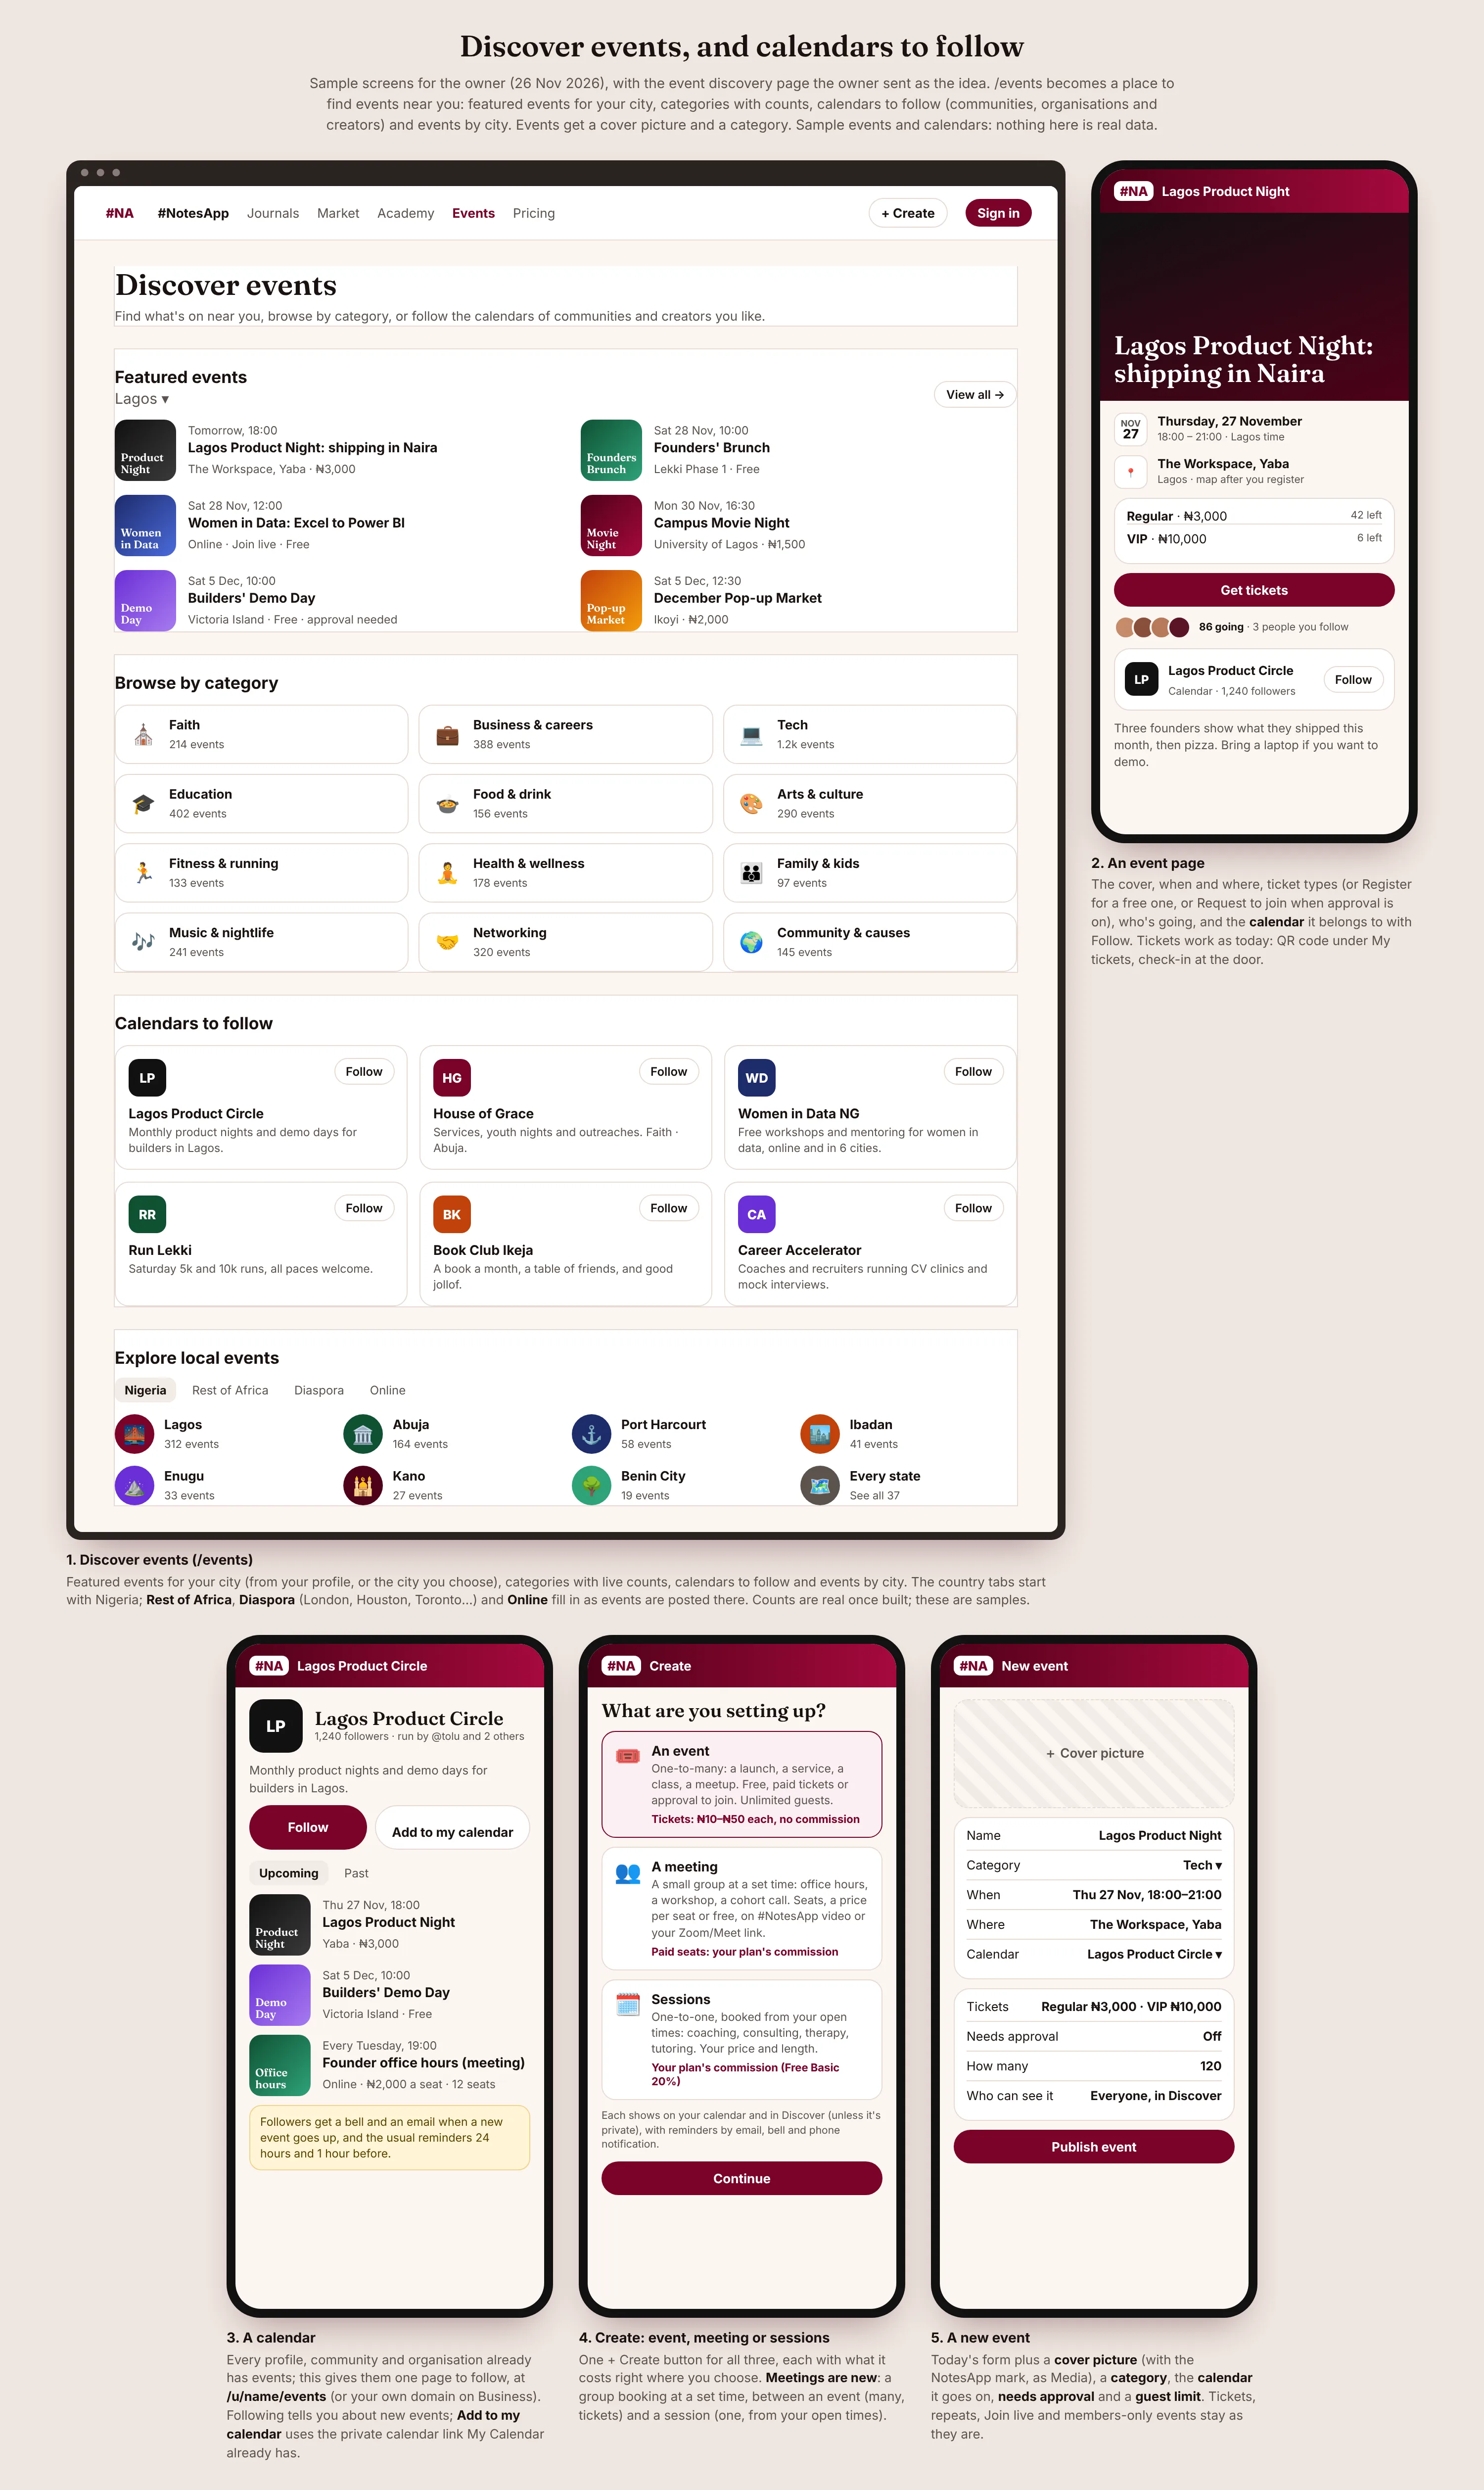 Discover events, and calendars to follow
Sample screens for the owner (26 Nov 2026), with the event discovery page the owner sent as the idea. /events becomes a place to
find events near you: featured events for your city, categories with counts, calendars to follow (communities, organisations and
creators) and events by city. Events get a cover picture and a category. Sample events and calendars: nothing here is real data.
#NA #NotesApp Journals Market Academy Events Pricing + Create Sign in
Discover events
Find what's on near you, browse by category, or follow the calendars of communities and creators you like.
Featured events
Lagos ▾
View all →
Product
Night
Tomorrow, 18:00
Lagos Product Night: shipping in Naira
The Workspace, Yaba · ₦3,000
Founders
Brunch
Sat 28 Nov, 10:00
Founders' Brunch
Lekki Phase 1 · Free
Women
in Data
Sat 28 Nov, 12:00
Women in Data: Excel to Power BI
Online · Join live · Free
Movie
Night
Mon 30 Nov, 16:30
Campus Movie Night
University of Lagos · ₦1,500
Demo
Day
Sat 5 Dec, 10:00
Builders' Demo Day
Victoria Island · Free · approval needed
Pop-up
Market
Sat 5 Dec, 12:30
December Pop-up Market
Ikoyi · ₦2,000
Browse by category
Faith
214 events
Business & careers
388 events
Tech
1.2k events
Education
402 events
Food & drink
156 events
Arts & culture
290 events
Fitness & running
133 events
Health & wellness
178 events
Family & kids
97 events
Music & nightlife
241 events
Networking
320 events
Community & causes
145 events
Calendars to follow
LP
Follow
Lagos Product Circle
Monthly product nights and demo days for
builders in Lagos.
HG
Follow
House of Grace
Services, youth nights and outreaches. Faith ·
Abuja.
WD
Follow
Women in Data NG
Free workshops and mentoring for women in
data, online and in 6 cities.
RR
Follow
Run Lekki
Saturday 5k and 10k runs, all paces welcome.
BK
Follow
Book Club Ikeja
A book a month, a table of friends, and good
jollof.
CA
Follow
Career Accelerator
Coaches and recruiters running CV clinics and
mock interviews.
Explore local events
Nigeria Rest of Africa Diaspora Online
Lagos
312 events
Abuja
164 events
Port Harcourt
58 events
Ibadan
41 events
Enugu
33 events
Kano
27 events
Benin City
19 events
Every state
See all 37
1. Discover events (/events)
Featured events for your city (from your profile, or the city you choose), categories with live counts, calendars to follow and events by city. The country tabs start
with Nigeria; Rest of Africa, Diaspora (London, Houston, Toronto...) and Online fill in as events are posted there. Counts are real once built; these are samples.
#NA Lagos Product Night
Lagos Product Night:
shipping in Naira
NOV
27
Thursday, 27 November
18:00 – 21:00 · Lagos time
The Workspace, Yaba
Lagos · map after you register
Regular · ₦3,000 42 left
VIP · ₦10,000 6 left
Get tickets
86 going · 3 people you follow
LP
Lagos Product Circle
Calendar · 1,240 followers
Follow
Three founders show what they shipped this
month, then pizza. Bring a laptop if you want to
demo.
2. An event page
The cover, when and where, ticket types (or Register
for a free one, or Request to join when approval is
on), who's going, and the calendar it belongs to with
Follow. Tickets work as today: QR code under My
tickets, check-in at the door.
#NA Lagos Product Circle
LP
Lagos Product Circle
1,240 followers · run by @tolu and 2 others
Monthly product nights and demo days for
builders in Lagos.
Follow
Add to my calendar
Upcoming Past
Product
Night
Thu 27 Nov, 18:00
Lagos Product Night
Yaba · ₦3,000
Demo
Day
Sat 5 Dec, 10:00
Builders' Demo Day
Victoria Island · Free
Office
hours
Every Tuesday, 19:00
Founder office hours (meeting)
Online · ₦2,000 a seat · 12 seats
Followers get a bell and an email when a new
event goes up, and the usual reminders 24
hours and 1 hour before.
3. A calendar
Every profile, community and organisation already
has events; this gives them one page to follow, at
/u/name/events (or your own domain on Business).
Following tells you about new events; Add to my
calendar uses the private calendar link My Calendar
already has.
#NA Create
What are you setting up?
An event
One-to-many: a launch, a service, a
class, a meetup. Free, paid tickets or
approval to join. Unlimited guests.
Tickets: ₦10–₦50 each, no commission
A meeting
A small group at a set time: office hours,
a workshop, a cohort call. Seats, a price
per seat or free, on #NotesApp video or
your Zoom/Meet link.
Paid seats: your plan's commission
Sessions
One-to-one, booked from your open
times: coaching, consulting, therapy,
tutoring. Your price and length.
Your plan's commission (Free Basic
20%)
Each shows on your calendar and in Discover (unless it's
private), with reminders by email, bell and phone
notification.
Continue
4. Create: event, meeting or sessions
One + Create button for all three, each with what it
costs right where you choose. Meetings are new: a
group booking at a set time, between an event (many,
tickets) and a session (one, from your open times).
#NA New event
+ Cover picture
Name Lagos Product Night
Category Tech ▾
When Thu 27 Nov, 18:00–21:00
Where The Workspace, Yaba
Calendar Lagos Product Circle ▾
Tickets Regular ₦3,000 · VIP ₦10,000
Needs approval Off
How many 120
Who can see it Everyone, in Discover
Publish event
5. A new event
Today's form plus a cover picture (with the
NotesApp mark, as Media), a category, the calendar
it goes on, needs approval and a guest limit. Tickets,
repeats, Join live and members-only events stay as
they are.